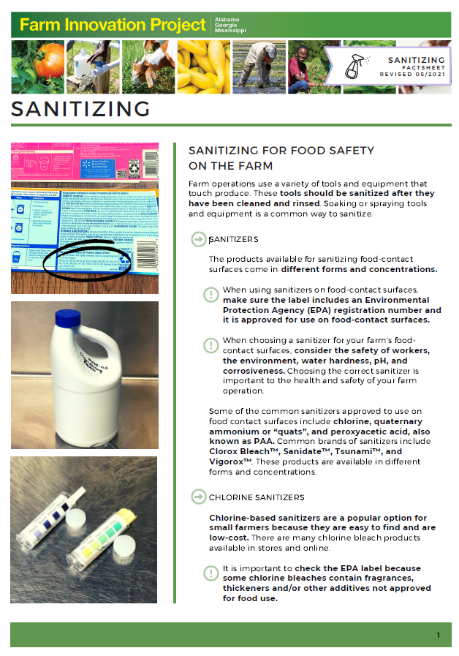 Farm Innovation Project
Alabama
Georgia
Mississippi
SANITIZING
FACTSHEET
REVISED 05/2021
SANITIZING
SANITIZING FOR FOOD SAFETY
ON THE FARM
Farm operations use a variety of tools and equipment that
touch produce. These tools should be sanitized after they
have been cleaned and rinsed. Soaking or spraying tools
and equipment is a common way to sanitize.
SANITIZERS
The products available for sanitizing food-contact
surfaces come in different forms and concentrations.
When using sanitizers on food-contact surfaces,
make sure the label includes an Environmental
Protection Agency (EPA) registration number and
it is approved for use on food-contact surfaces.
When choosing a sanitizer for your farm's food-
contact surfaces, consider the safety of workers,
the environment, water hardness, pH, and
corrosiveness. Choosing the correct sanitizer is
important to the health and safety of your farm
operation.
Some of the common sanitizers approved to use on
food contact surfaces include chlorine, quaternary
ammonium or "quats", and peroxyacetic acid, also
known as PAA. Common brands of sanitizers include
Clorox Bleach™, Sanidate™, Tsunami™, and
Vigorox™. These products are available in different
forms and concentrations.
CHLORINE SANITIZERS
Chlorine-based sanitizers are a popular option for
small farmers because they are easy to find and are
low-cost. There are many chlorine bleach products
available in stores and online.
It is important to check the EPA label because
some chlorine bleaches contain fragrances,
thickeners and/or other additives not approved
for food use.
1